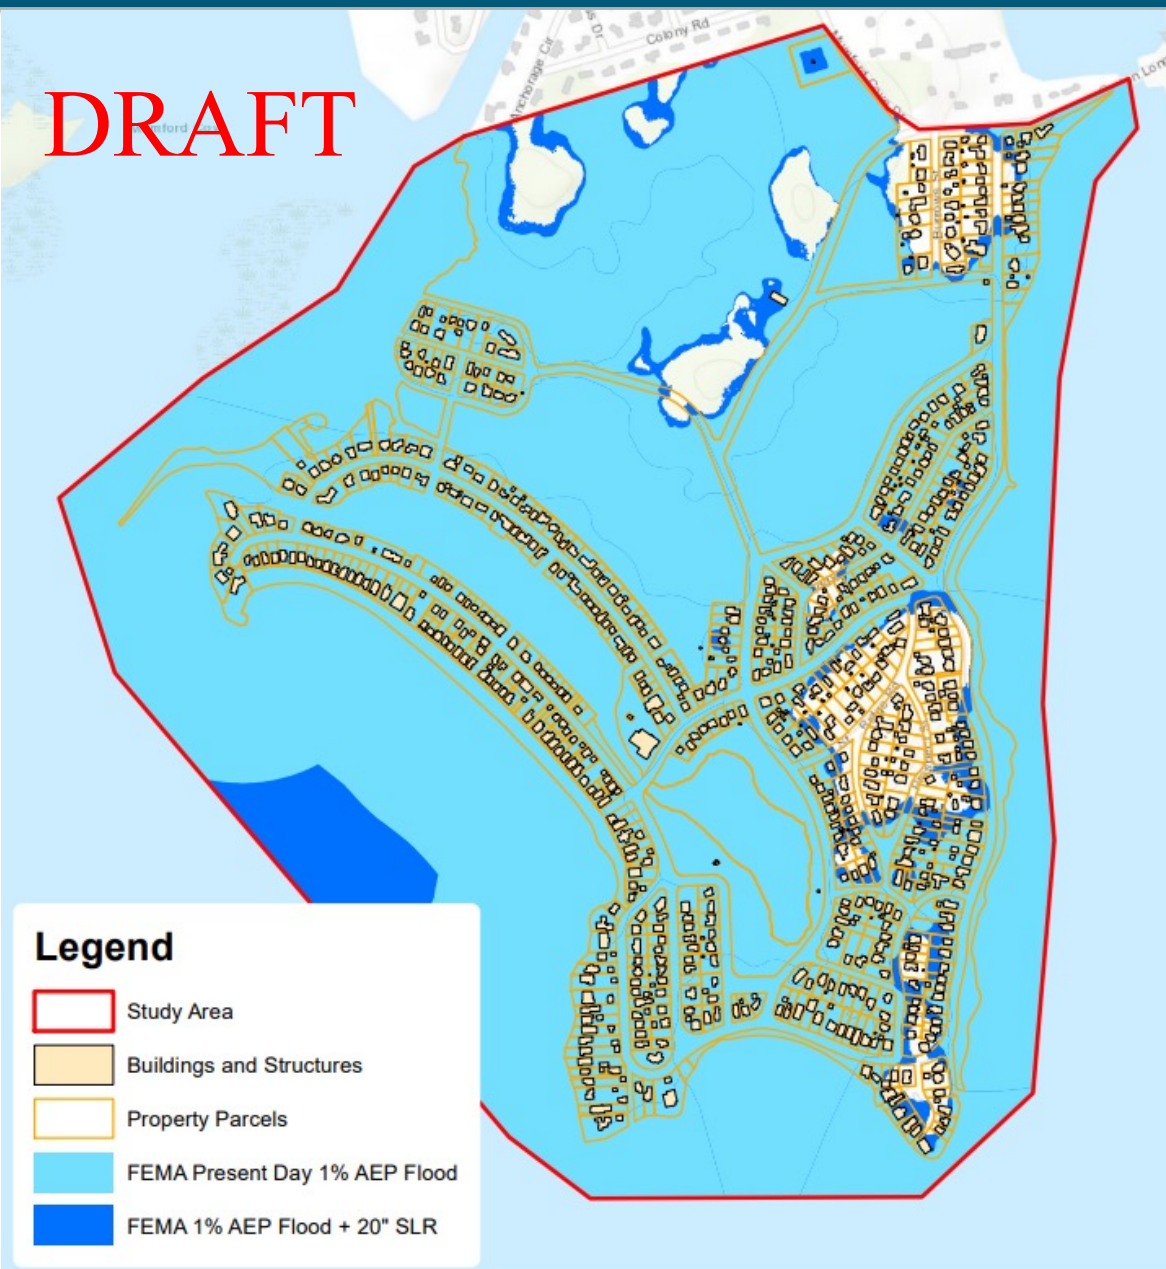 Colony Rd
Anchorage Cir
DRAFT
Legend
Study Area
Buildings and Structures
Property Parcels
FEMA Present Day 1% AEP Flood
FEMA 1% AEP Flood + 20" SLR